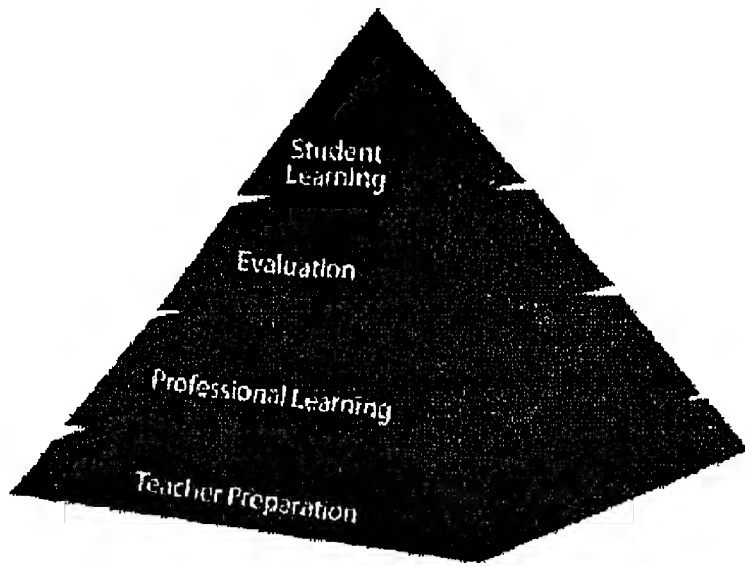 Student
Learning
Evaluation
Professional Learning
Teacher Preparation